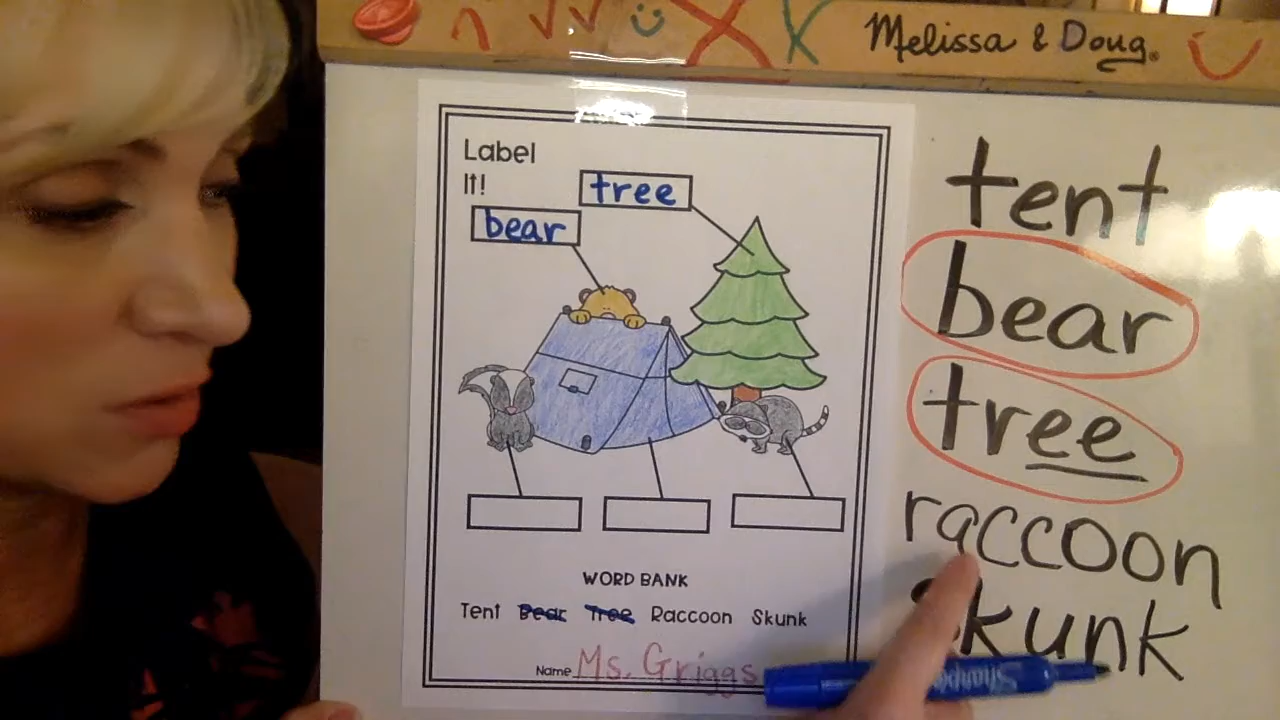 Melissa & Doug.
Label
It!
tree
bear
WORD BANK
Tent Bear Tree Raccoon Skunk
Name Ms. Griggs
tent
bear
tree
raccoon
skunk
Sharpie